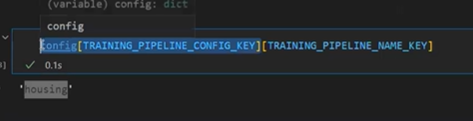 (variable) config: dict
config
config[TRAINING_PIPELINE_CONFIG_KEY][TRAINING_PIPELINE_NAME_KEY]
0.1s
'housing'